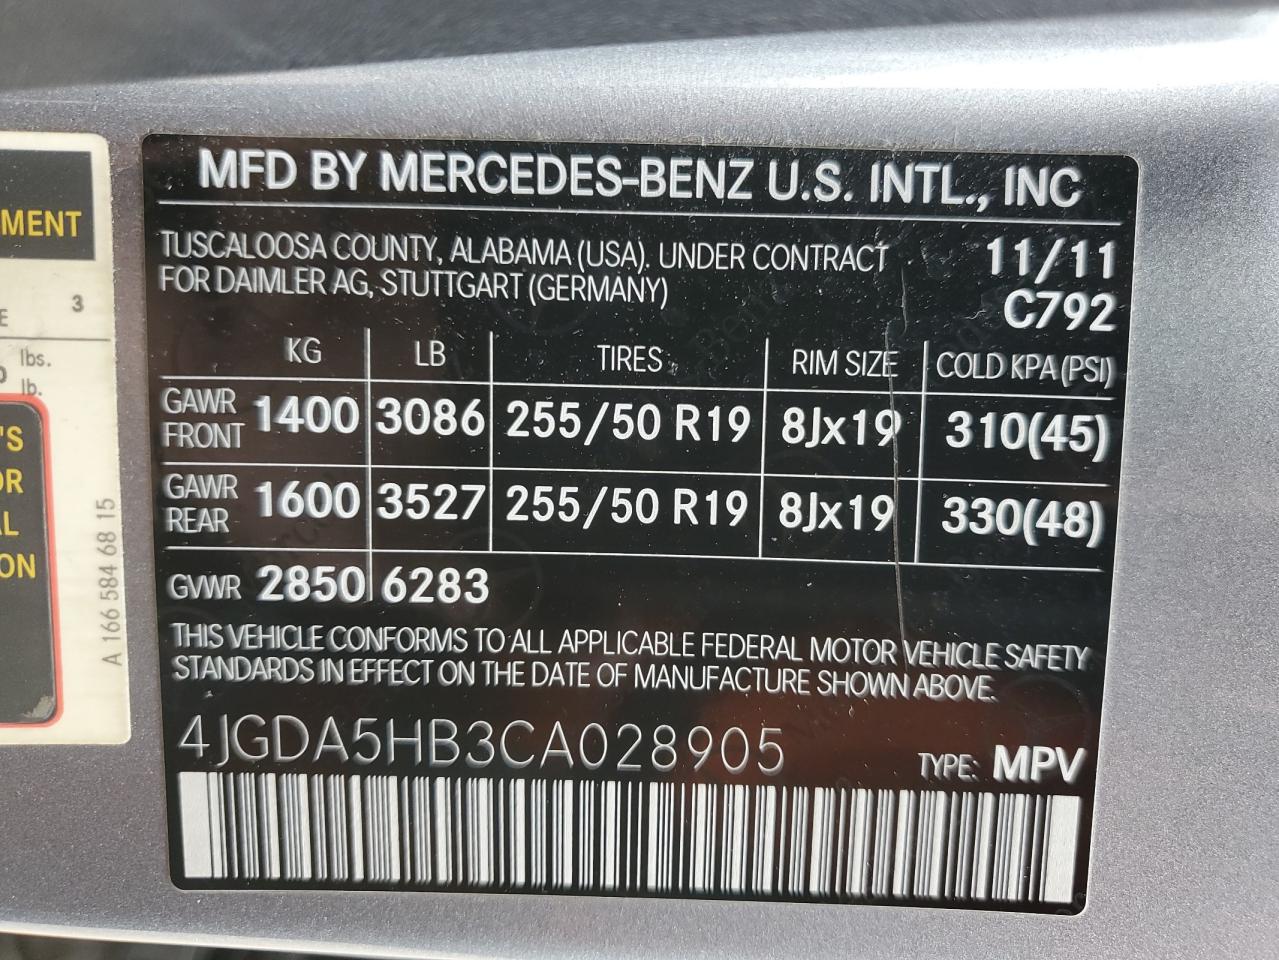 MFD BY MERCEDES-BENZ U.S. INTL., INC
TUSCALOOSA COUNTY, ALABAMA (USA). UNDER CONTRACT 11/11
FOR DAIMLER AG, STUTTGART (GERMANY) C792
KG LB TIRES RIM SIZE COLD KPA (PSI)
GAWR FRONT 1400 3086 255/50 R19 8Jx19 310(45)
GAWR REAR 1600 3527 255/50 R19 8Jx19 330(48)
GVWR 2850 6283
THIS VEHICLE CONFORMS TO ALL APPLICABLE FEDERAL MOTOR VEHICLE SAFETY
STANDARDS IN EFFECT ON THE DATE OF MANUFACTURE SHOWN ABOVE.
4JGDA5HB3CA028905 TYPE: MPV
3
lbs.
lb.
A 166 584 68 15